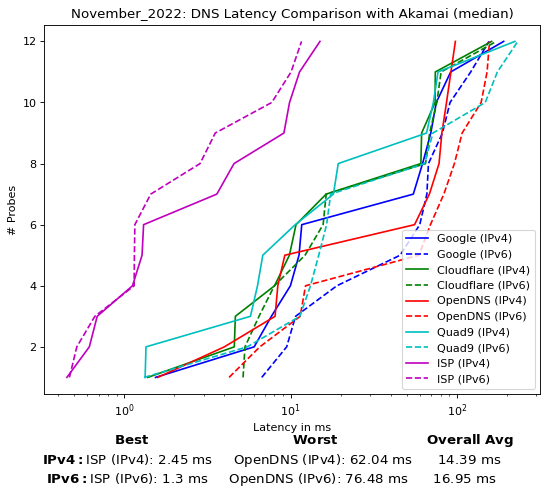 November_2022: DNS Latency Comparison with Akamai (median)
12
10
8
6
4
2
# Probes
Google (IPv4)
Google (IPv6)
Cloudflare (IPv4)
Cloudflare (IPv6)
OpenDNS (IPv4)
OpenDNS (IPv6)
Quad9 (IPv4)
Quad9 (IPv6)
ISP (IPv4)
ISP (IPv6)
10⁰ 10¹ 10²
Latency in ms
Best Worst Overall Avg
IPv4: ISP (IPv4): 2.45 ms OpenDNS (IPv4): 62.04 ms 14.39 ms
IPv6: ISP (IPv6): 1.3 ms OpenDNS (IPv6): 76.48 ms 16.95 ms